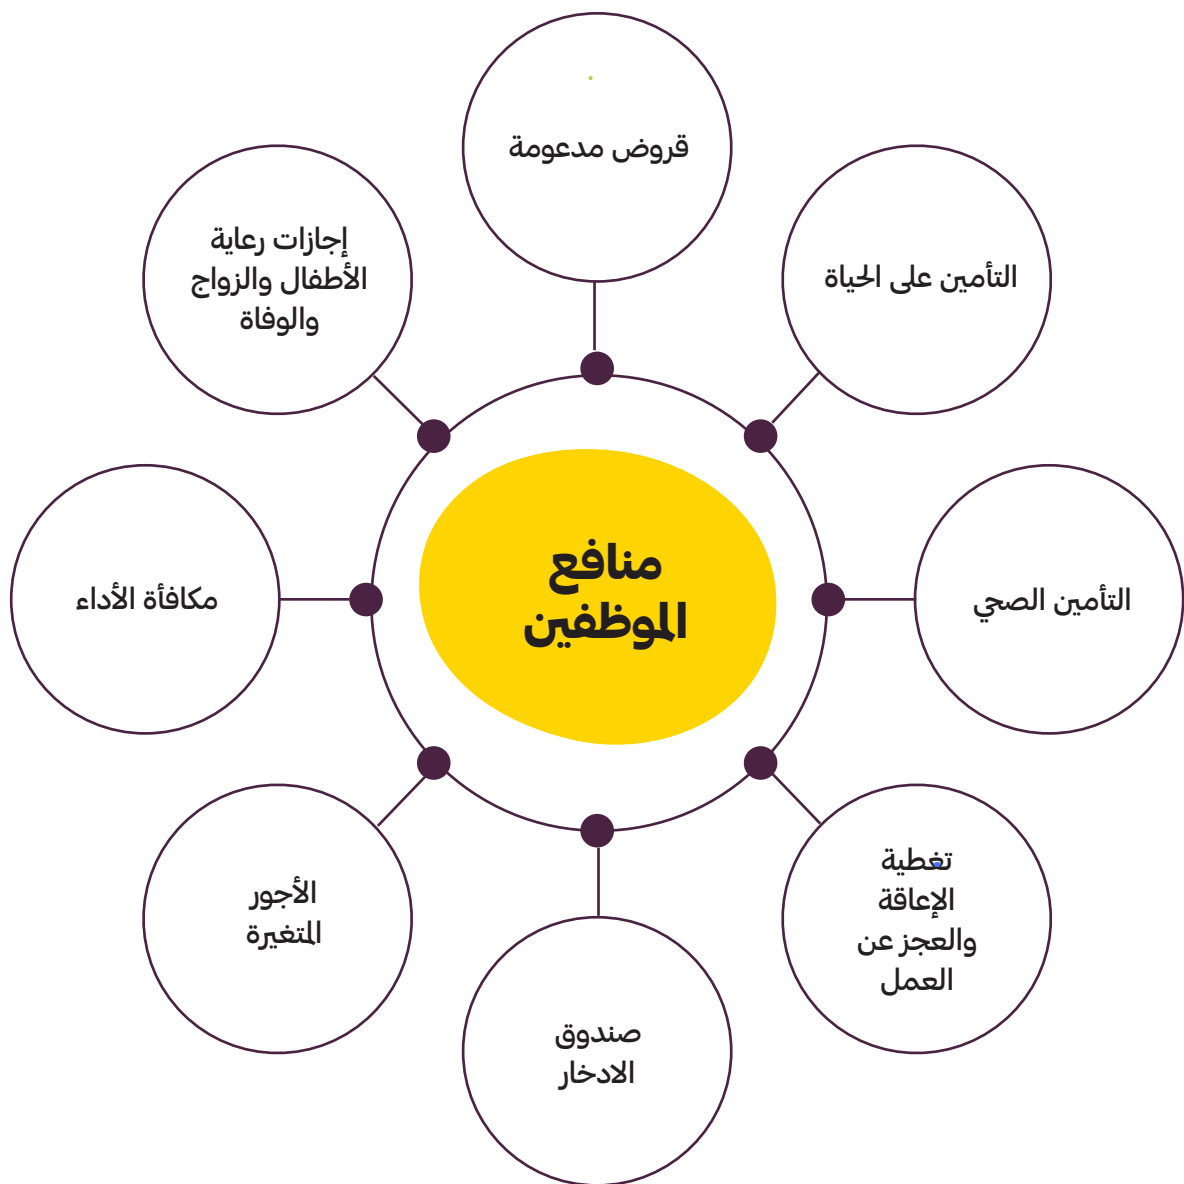 قروض مدعومة
التأمين على الحياة
التأمين الصحي
تغطية
الإعاقة
والعجز عن
العمل
صندوق
الادخار
الأجور
المتغيرة
مكافأة الأداء
إجازات رعاية
الأطفال والزواج
والوفاة
منافع
الموظفين